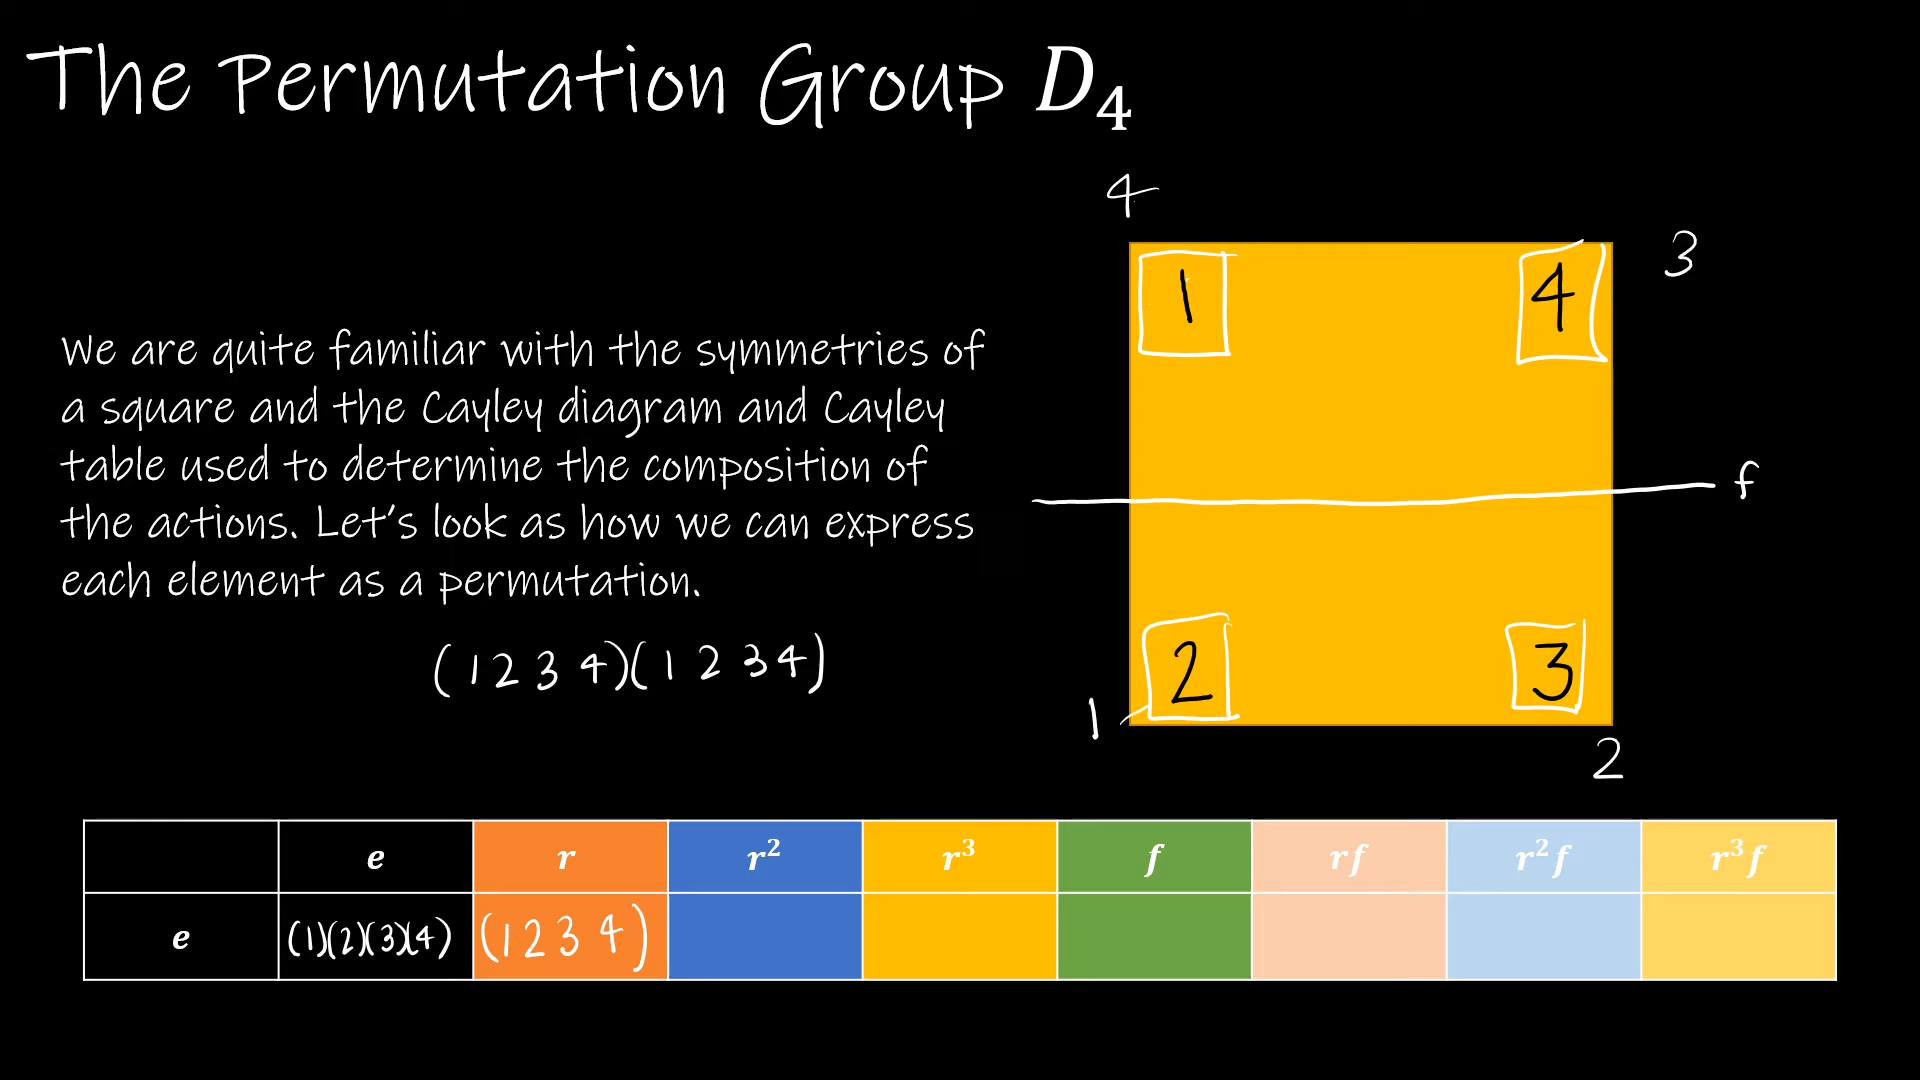 The Permutation Group D₄
4
3
1 4
We are quite familiar with the symmetries of
a square and the Cayley diagram and Cayley
table used to determine the composition of
the actions. Let's look as how we can express
each element as a permutation.
f
(1 2 3 4)(1 2 3 4)
2 3
1
2
e r r² r³ f rf r²f r³f
e (1)(2)(3)(4) (1 2 3 4)